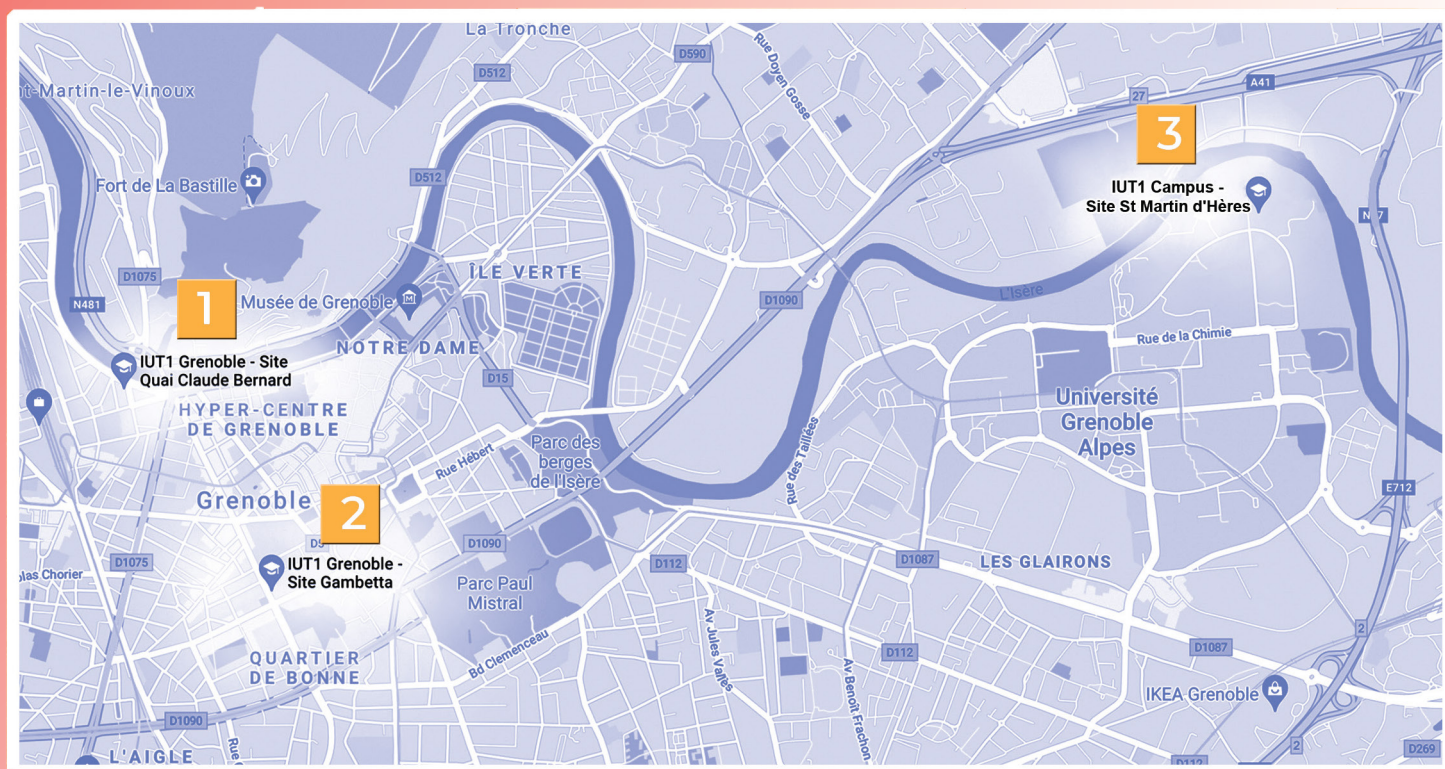 La Tronche
D590
Rue Doyen Gosse
D512
A41
27
t-Martin-le-Vinoux
3
Fort de La Bastille
D512
IUT1 Campus -
Site St Martin d'Hères
D1075
ÎLE VERTE
L'Isère
N481
1
Musée de Grenoble
D1090
NOTRE DAME
Rue de la Chimie
IUT1 Grenoble - Site
Quai Claude Bernard
D15
HYPER-CENTRE
DE GRENOBLE
Université
Grenoble
Alpes
Rue Hébert
Parc des
berges
de l'Isère
Rue des Taillées
Grenoble
2
E712
D1090
D1075
IUT1 Grenoble -
Site Gambetta
D112
D1087
LES GLAIRONS
olas Chorier
Parc Paul
Mistral
Bd Clemenceau
Av Jules Vallès
Av Benoît Frachon
D112
D1087
2
QUARTIER
DE BONNE
IKEA Grenoble
D1090
L'AIGLE
Rue
2
D269
D112